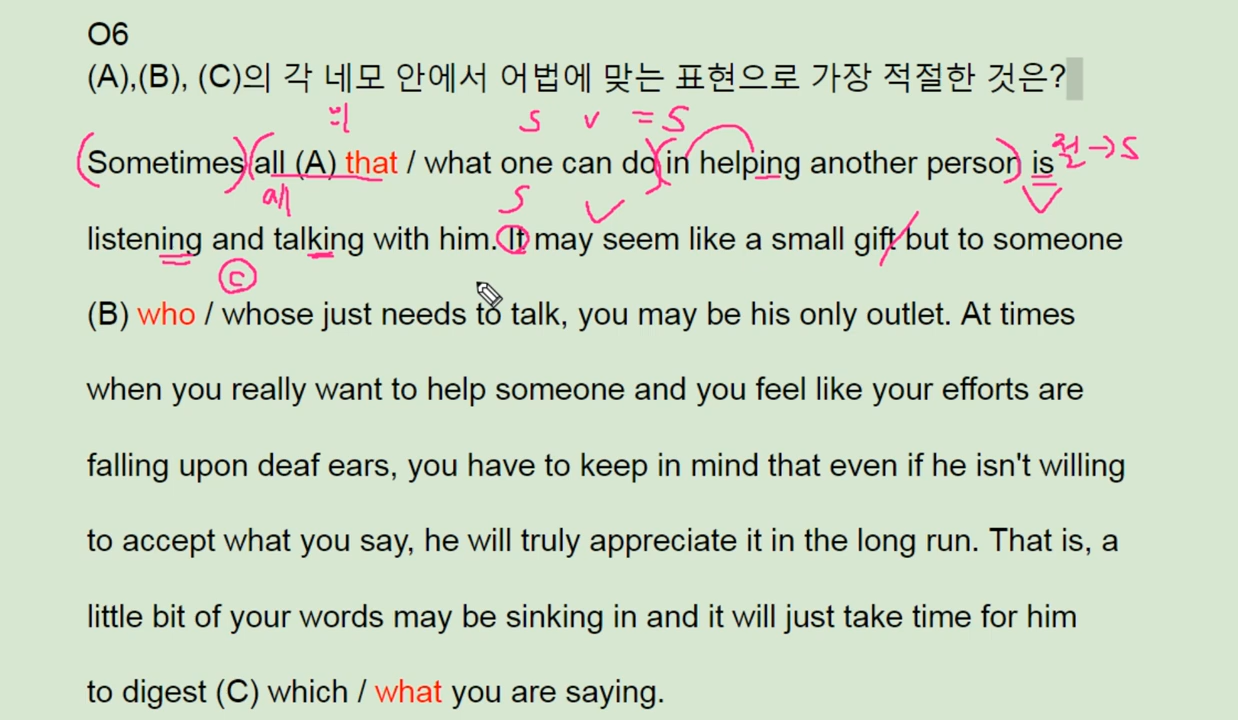 06
(A),(B), (C)의 각 네모 안에서 어법에 맞는 표현으로 가장 적절한 것은?
s v = S
Sometimes all (A) that / what one can do in helping another person is
all S
listening and talking with him. It may seem like a small gift but to someone
C
(B) who / whose just needs to talk, you may be his only outlet. At times
when you really want to help someone and you feel like your efforts are
falling upon deaf ears, you have to keep in mind that even if he isn't willing
to accept what you say, he will truly appreciate it in the long run. That is, a
little bit of your words may be sinking in and it will just take time for him
to digest (C) which / what you are saying.